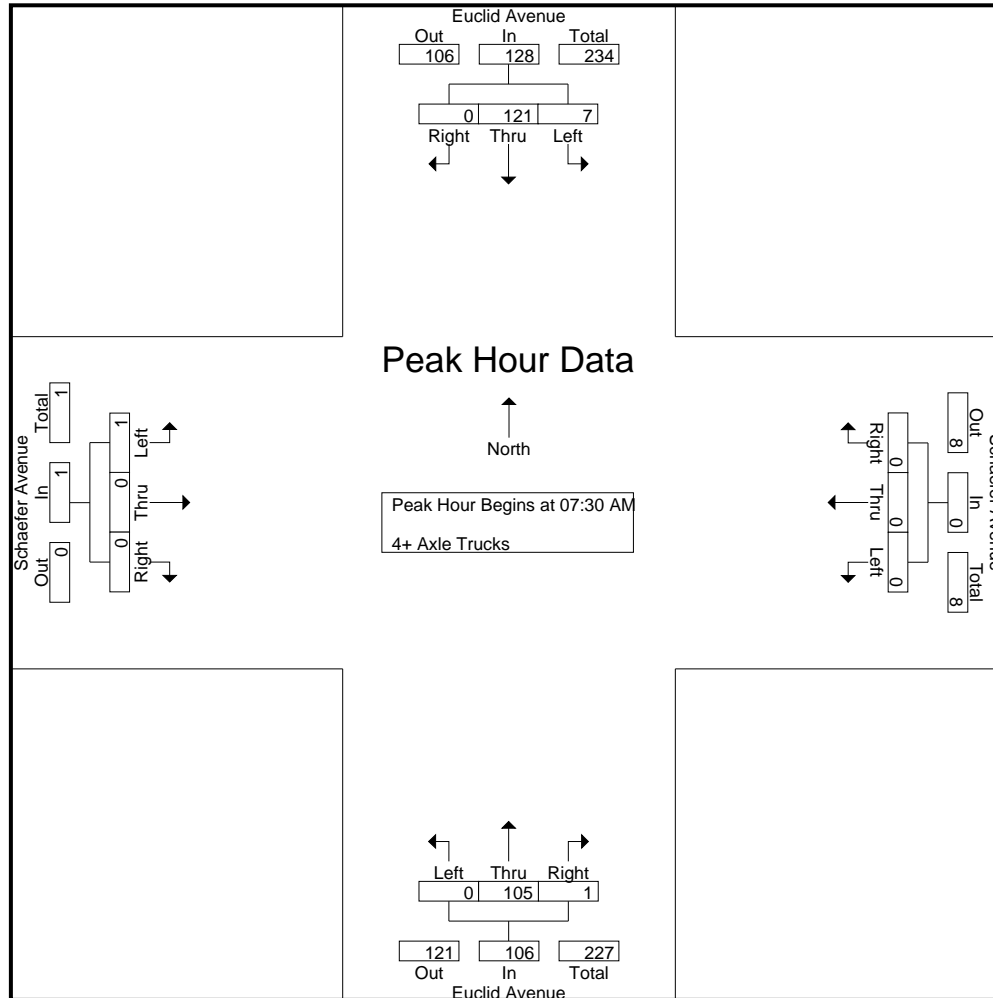 Euclid Avenue
Out In Total
106 128 234
0 121 7
Right Thru Left
Peak Hour Data
North
Peak Hour Begins at 07:30 AM
4+ Axle Trucks
Schaefer Avenue
Out In Total
0 1 1
Left Thru Right
1 0 0
Right Thru Left
0 0 0
Out In Total
8 0 8
Left Thru Right
0 105 1
121 106 227
Out In Total
Euclid Avenue